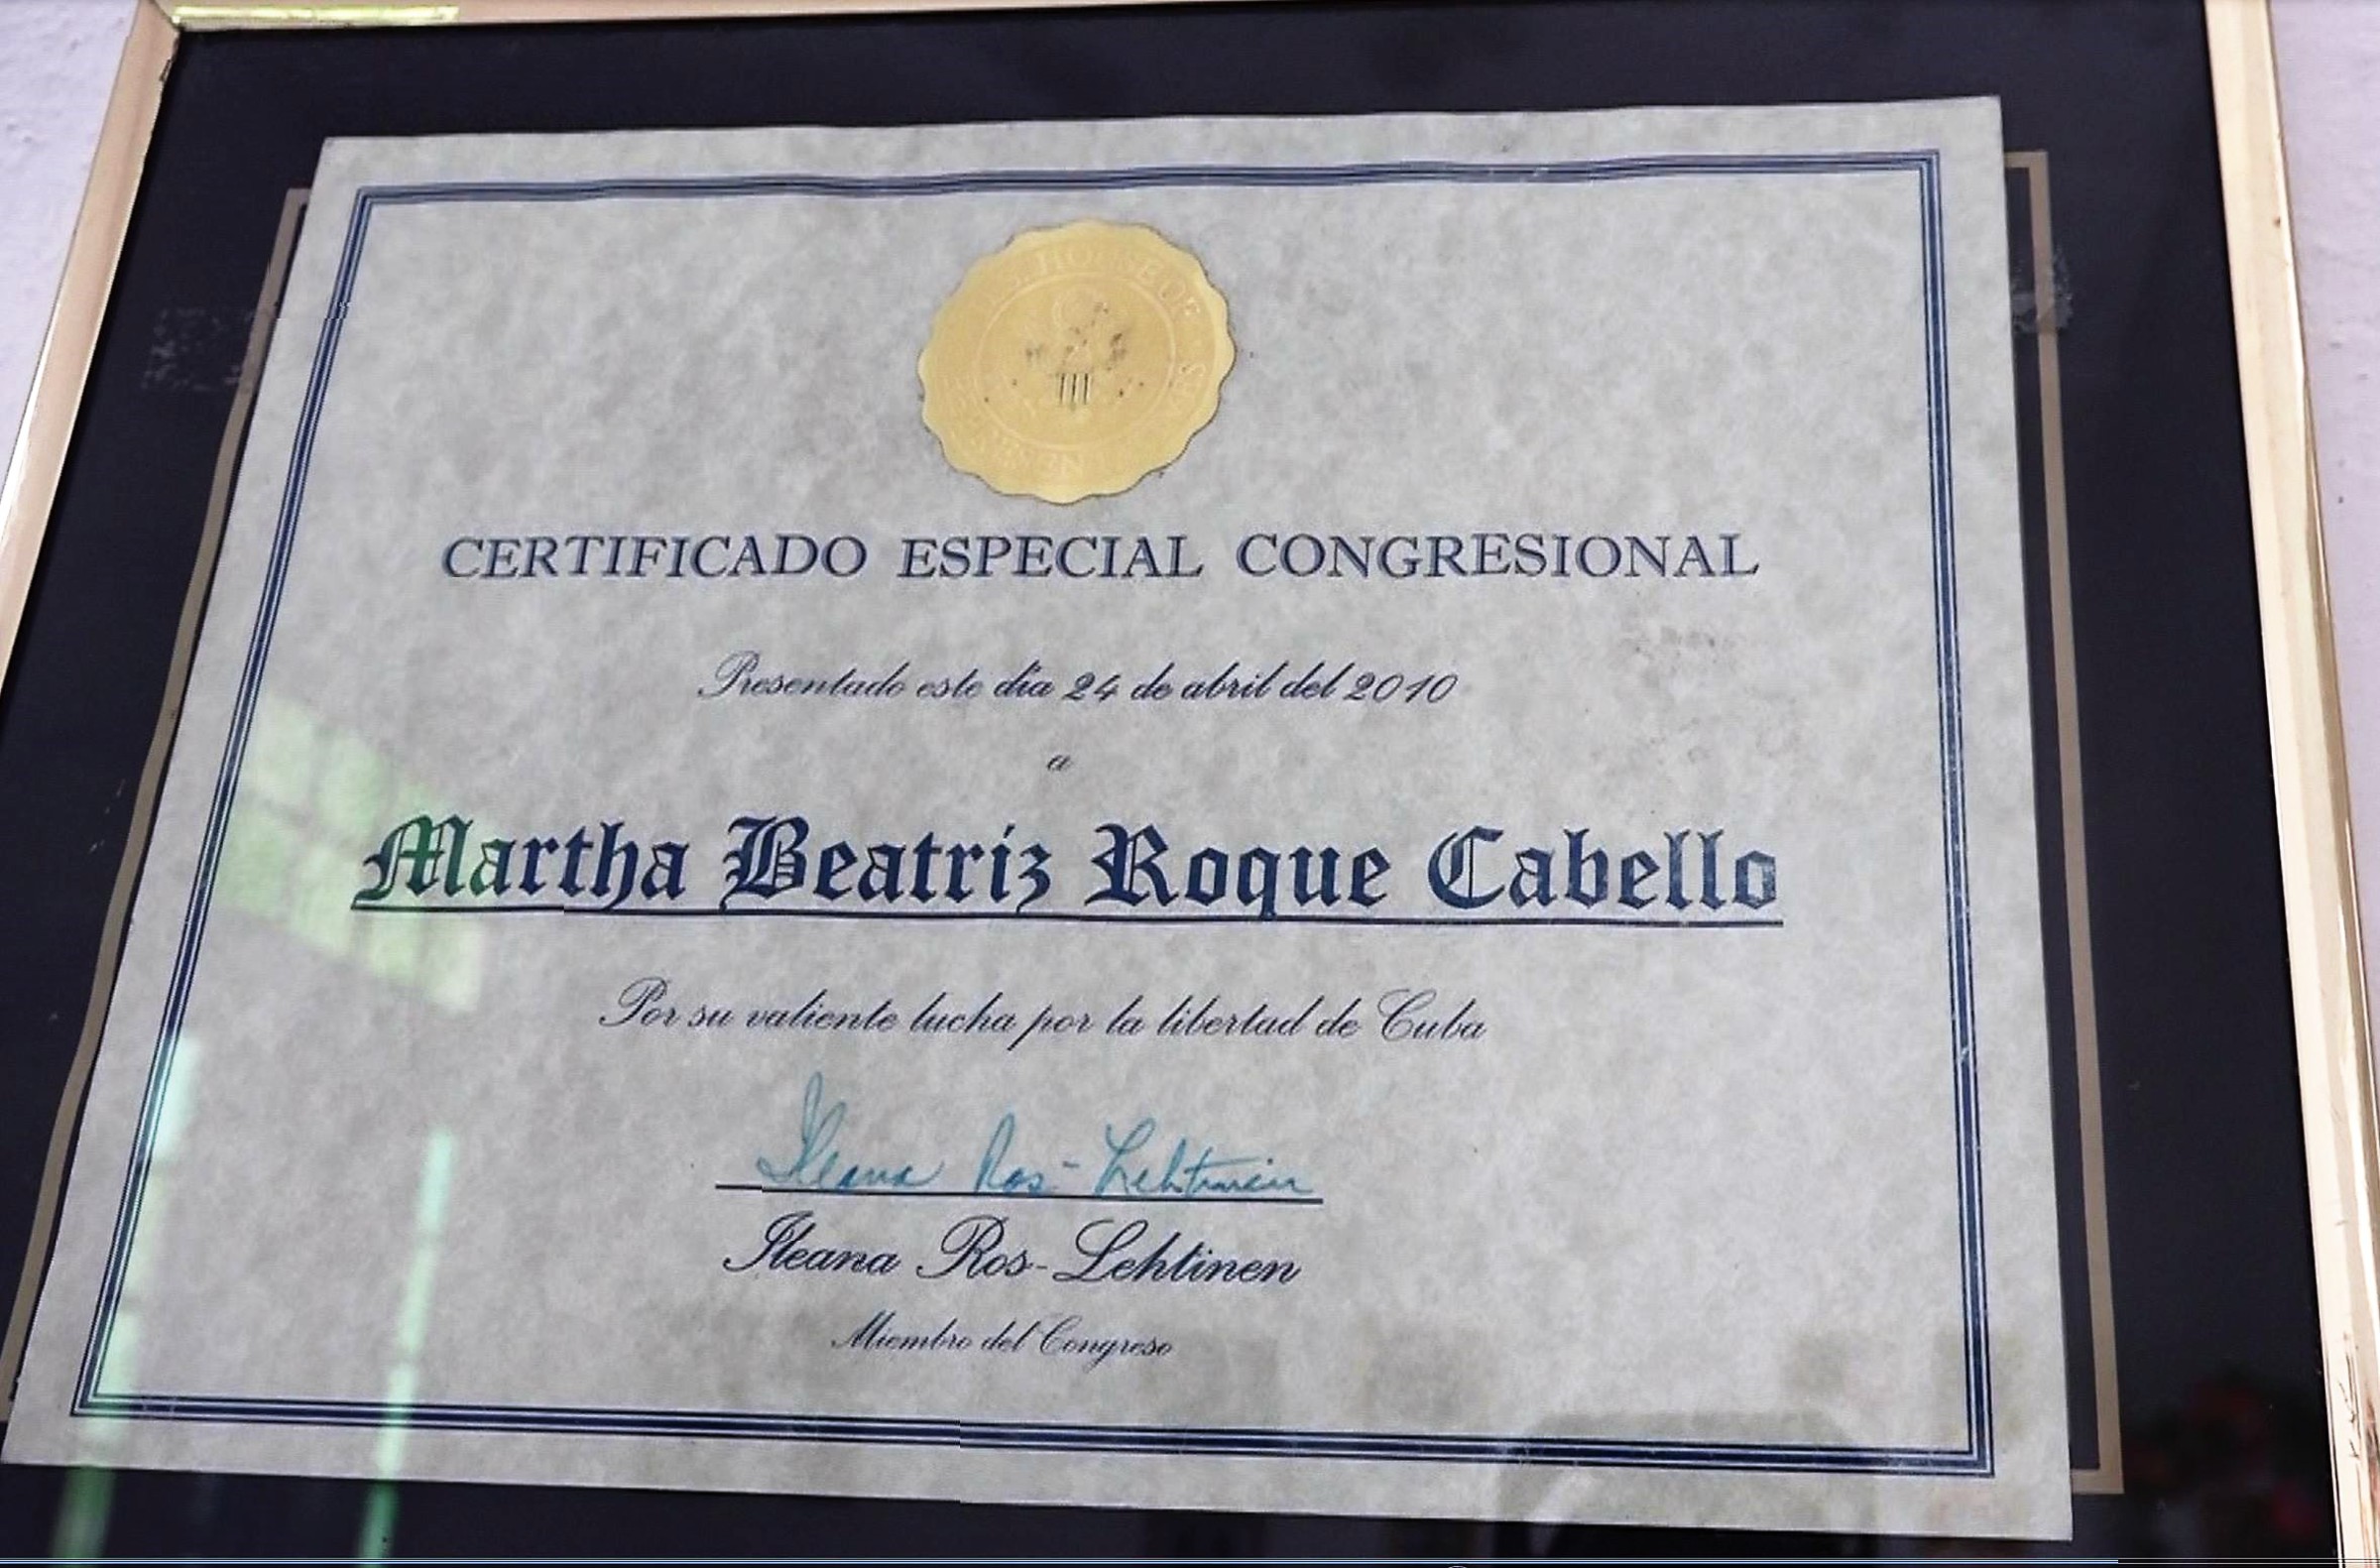 CERTIFICADO ESPECIAL CONGRESIONAL
Presentado este día 24 de abril del 2010
a
Martha Beatriz Roque Cabello
Por su valiente lucha por la libertad de Cuba
Ileana Ros-Lehtinen
Ileana Ros-Lehtinen
Miembro del Congreso